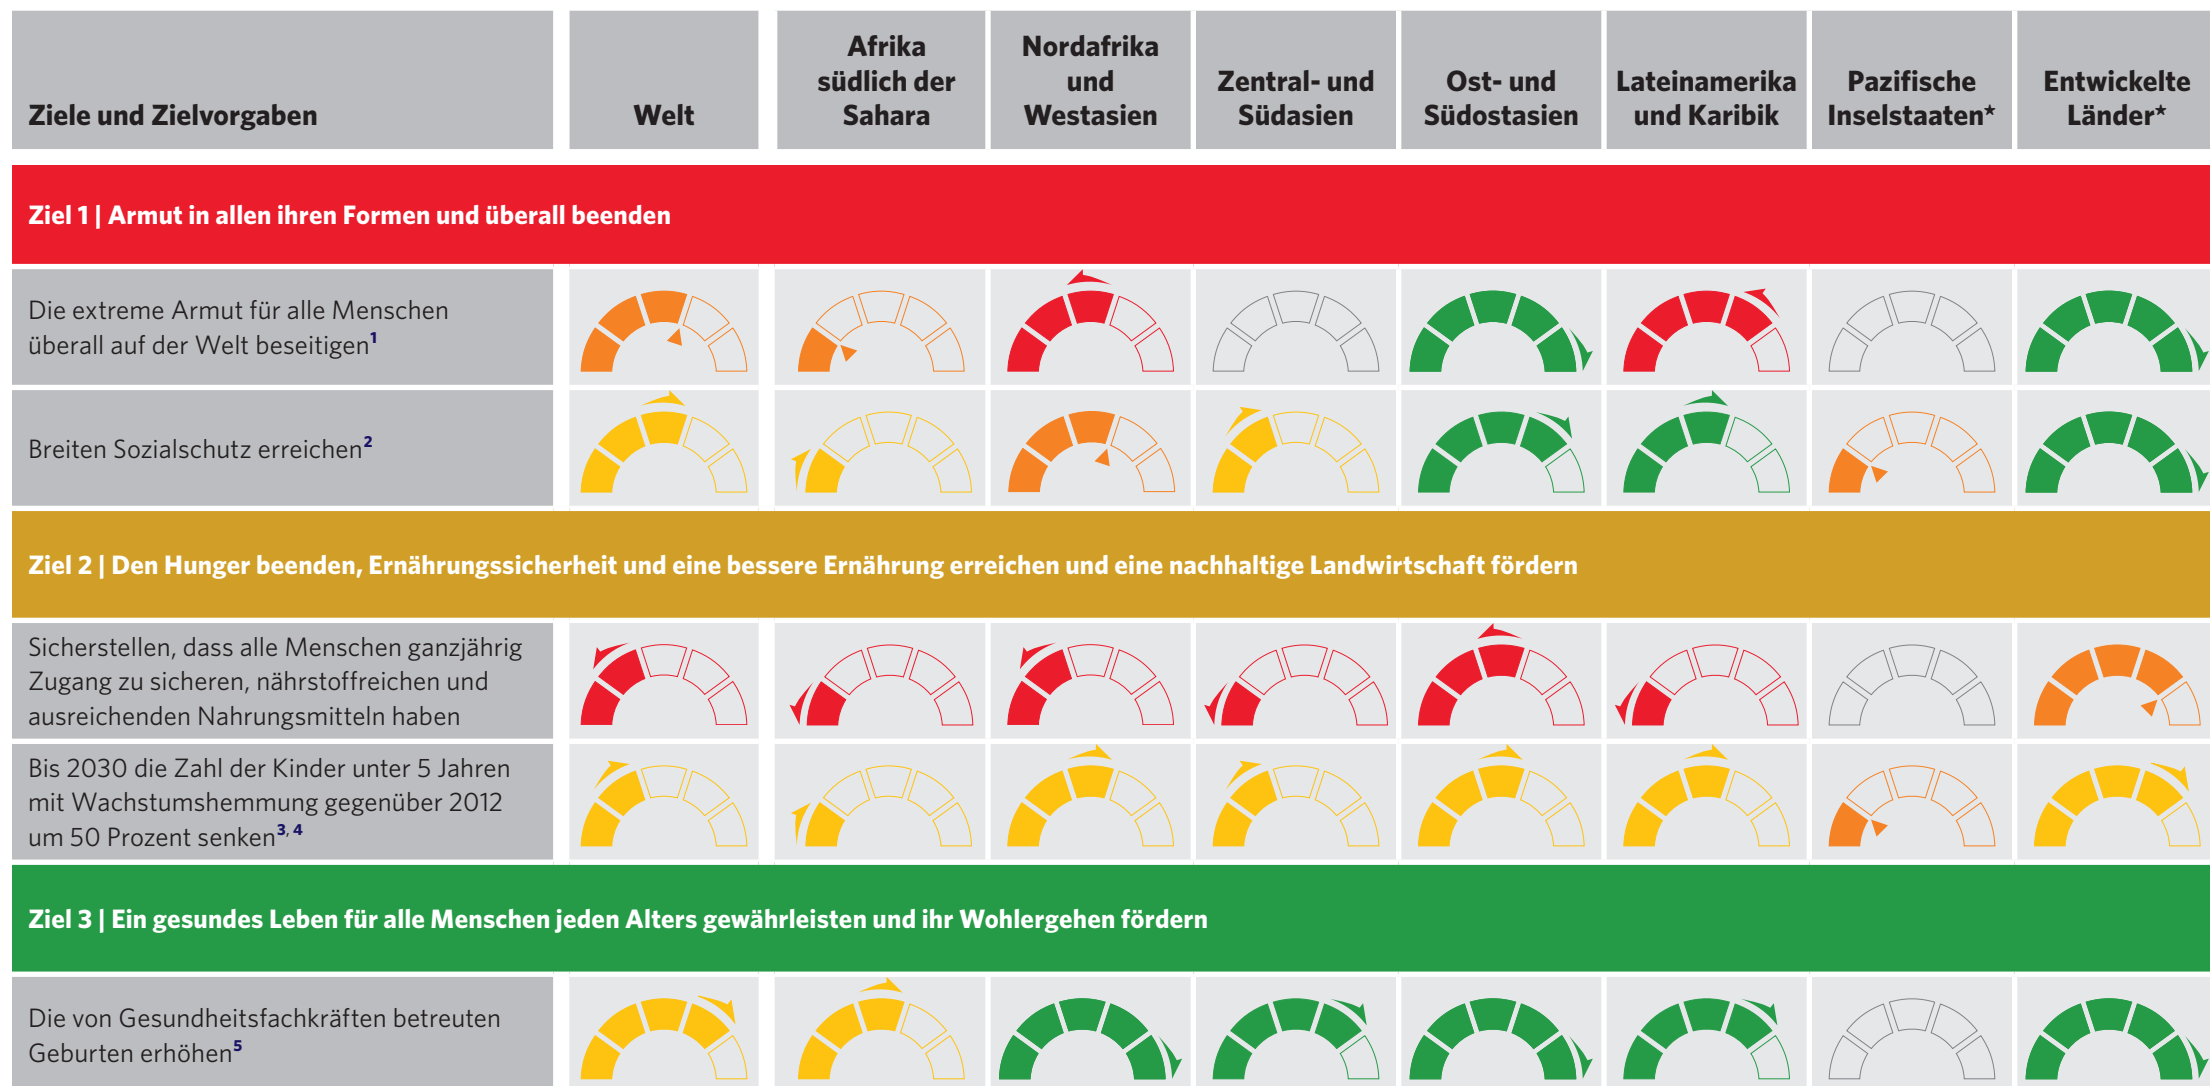 Ziele und Zielvorgaben
Welt
Afrika
südlich der
Sahara
Nordafrika
und
Westasien
Zentral- und
Südasien
Ost- und
Südostasien
Lateinamerika
und Karibik
Pazifische
Inselstaaten*
Entwickelte
Länder*
Ziel 1 | Armut in allen ihren Formen und überall beenden
Die extreme Armut für alle Menschen
überall auf der Welt beseitigen1
Breiten Sozialschutz erreichen2
Ziel 2 | Den Hunger beenden, Ernährungssicherheit und eine bessere Ernährung erreichen und eine nachhaltige Landwirtschaft fördern
Sicherstellen, dass alle Menschen ganzjährig
Zugang zu sicheren, nährstoffreichen und
ausreichenden Nahrungsmitteln haben
Bis 2030 die Zahl der Kinder unter 5 Jahren
mit Wachstumshemmung gegenüber 2012
um 50 Prozent senken3, 4
Ziel 3 | Ein gesundes Leben für alle Menschen jeden Alters gewährleisten und ihr Wohlergehen fördern
Die von Gesundheitsfachkräften betreuten
Geburten erhöhen5